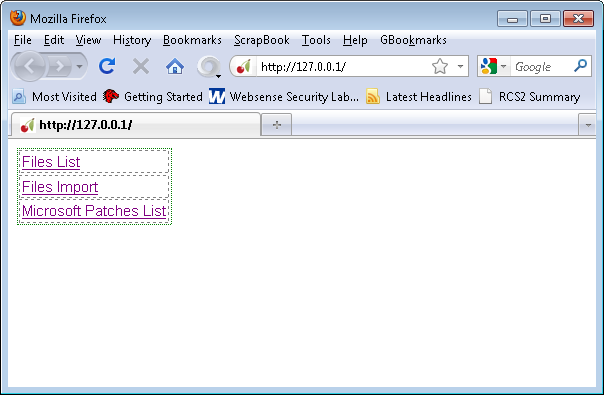 Mozilla Firefox
File Edit View History Bookmarks ScrapBook Tools Help GBookmarks
http://127.0.0.1/ Google
Most Visited Getting Started Websense Security Lab... Latest Headlines RCS2 Summary
http://127.0.0.1/
Files List
Files Import
Microsoft Patches List